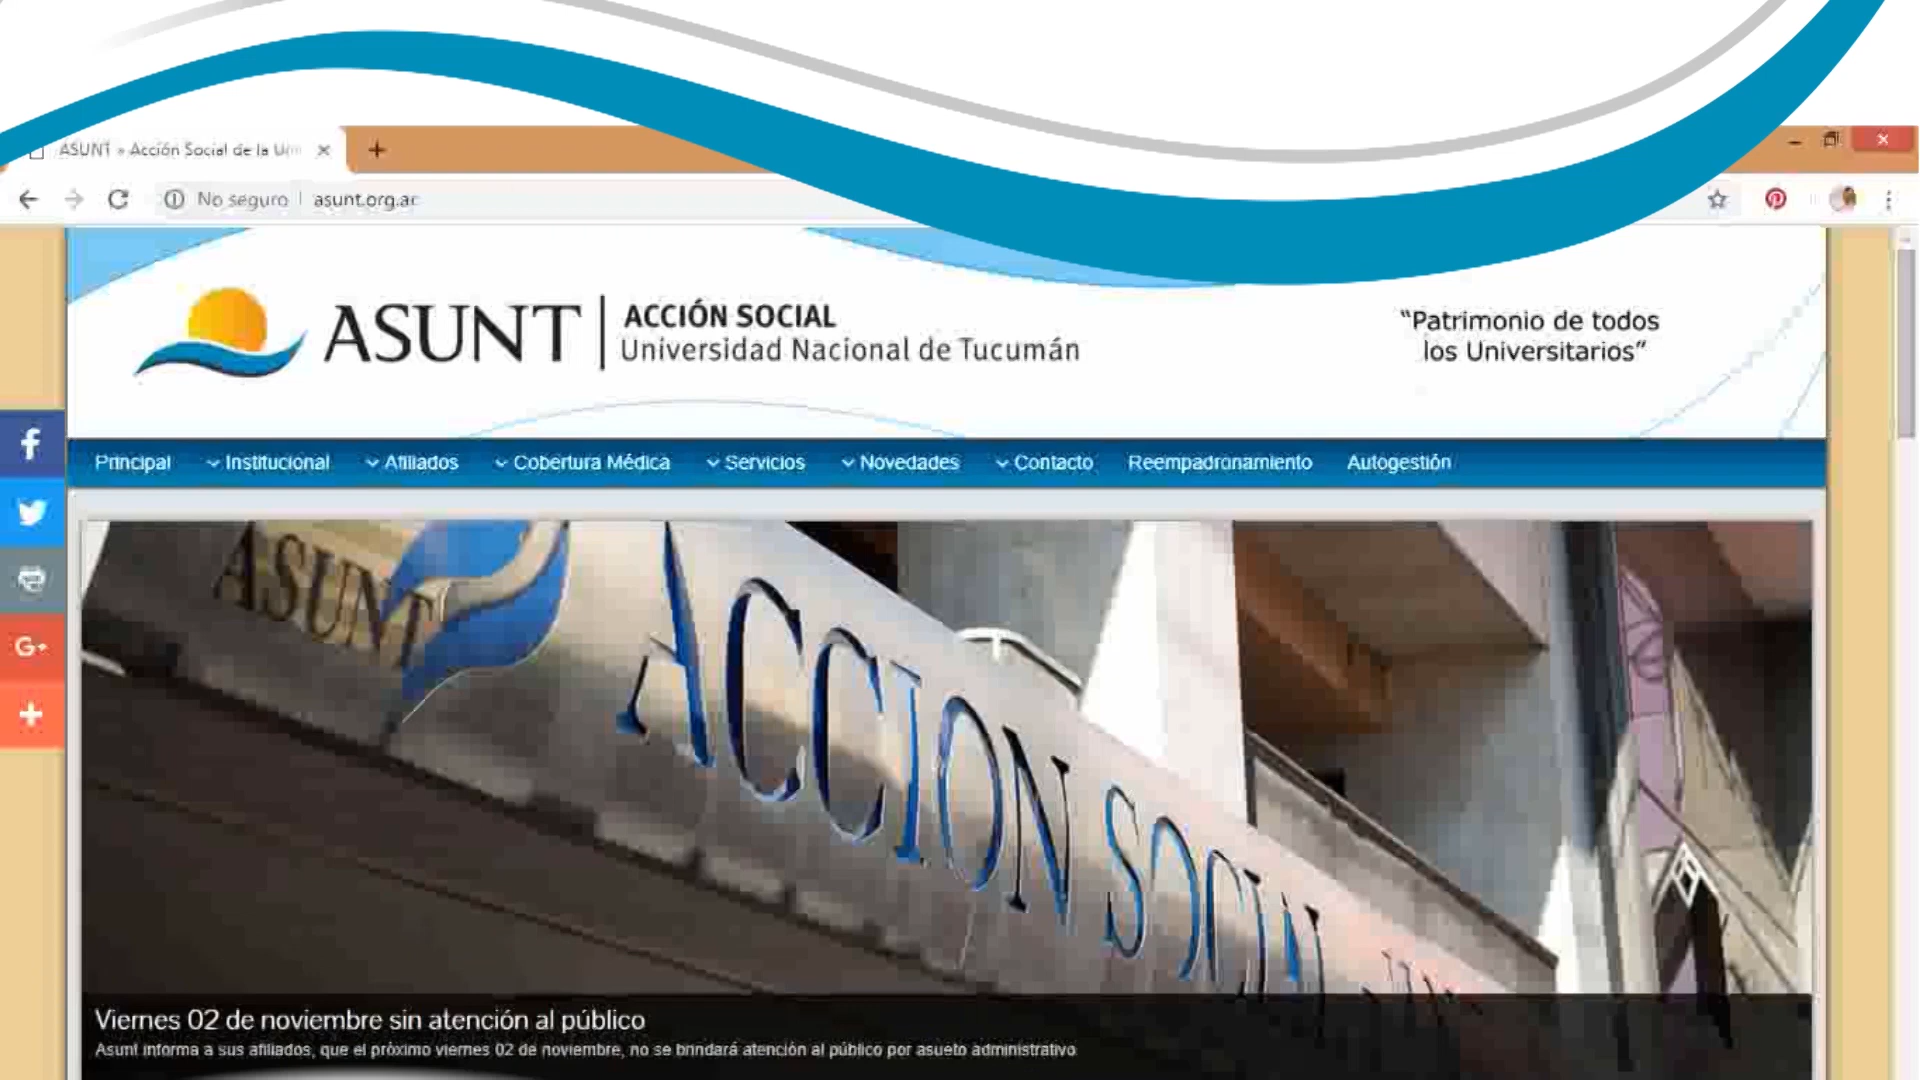 ASUNT » Acción Social de la Uni
No seguro | asunt.org.ar
ASUNT
ACCIÓN SOCIAL
Universidad Nacional de Tucumán
“Patrimonio de todos
los Universitarios”
Principal Institucional Afiliados Cobertura Médica Servicios Novedades Contacto Reempadronamiento Autogestión
f
G+
ASUNT
ACCION SOCIAL
Viernes 02 de noviembre sin atención al público
Asunt informa a sus afiliados, que el próximo viernes 02 de noviembre, no se brindará atención al público por asueto administrativo